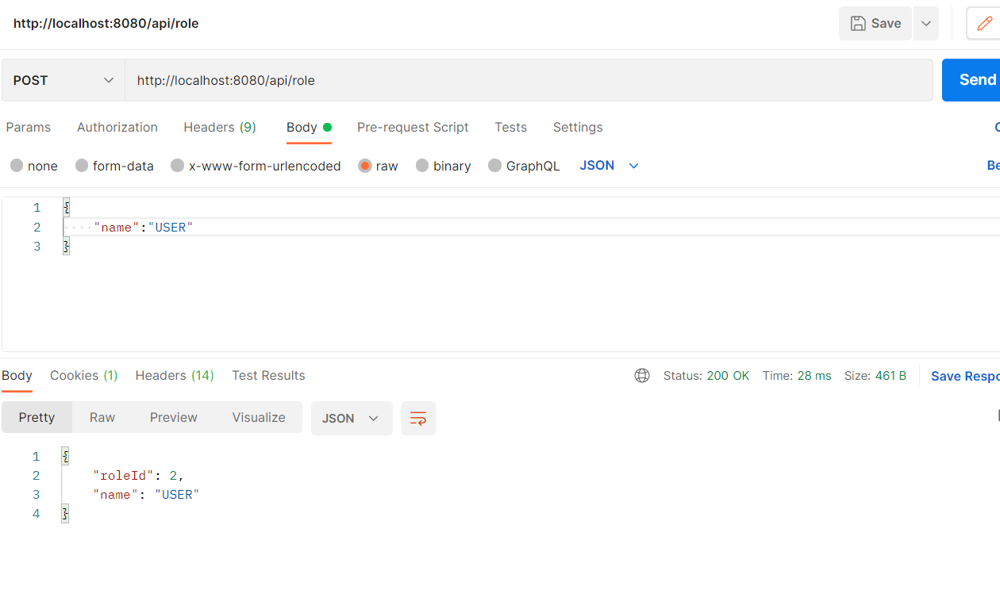 http://localhost:8080/api/role Save
POST http://localhost:8080/api/role Send
Params Authorization Headers (9) Body Pre-request Script Tests Settings
none form-data x-www-form-urlencoded raw binary GraphQL JSON Be
1 {
2 "name":"USER"
3 }
Body Cookies (1) Headers (14) Test Results Status: 200 OK Time: 28 ms Size: 461 B Save Respo
Pretty Raw Preview Visualize JSON
1 {
2 "roleId": 2,
3 "name": "USER"
4 }